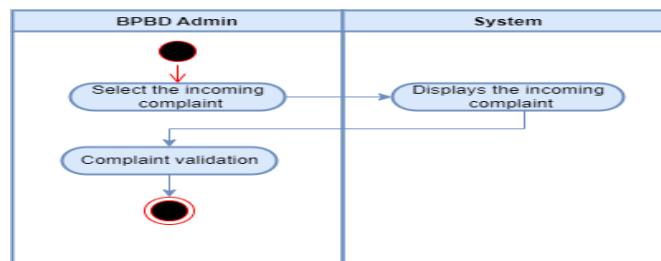 BPBD Admin
System
Select the incoming
complaint
Displays the incoming
complaint
Complaint validation